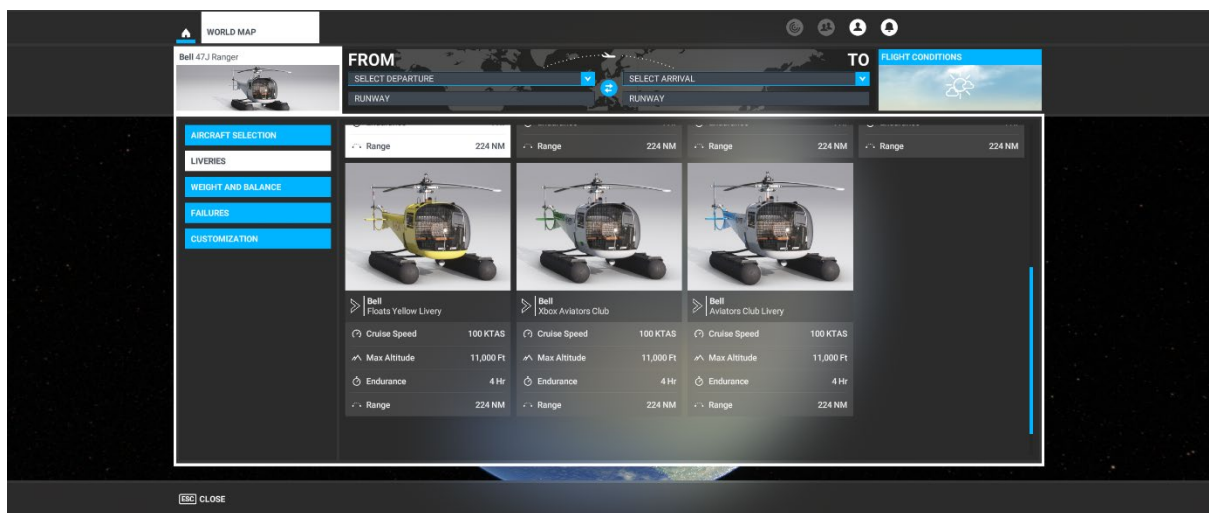 WORLD MAP
Bell 47J Ranger
FROM
TO
SELECT DEPARTURE
SELECT ARRIVAL
RUNWAY
RUNWAY
FLIGHT CONDITIONS
AIRCRAFT SELECTION
LIVERIES
WEIGHT AND BALANCE
FAILURES
CUSTOMIZATION
Range 224 NM
Range 224 NM
Range 224 NM
Range 224 NM
Bell
Floats Yellow Livery
Cruise Speed 100 KTAS
Max Altitude 11,000 Ft
Endurance 4 Hr
Range 224 NM
Bell
Xbox Aviators Club
Cruise Speed 100 KTAS
Max Altitude 11,000 Ft
Endurance 4 Hr
Range 224 NM
Bell
Aviators Club Livery
Cruise Speed 100 KTAS
Max Altitude 11,000 Ft
Endurance 4 Hr
Range 224 NM
ESC CLOSE